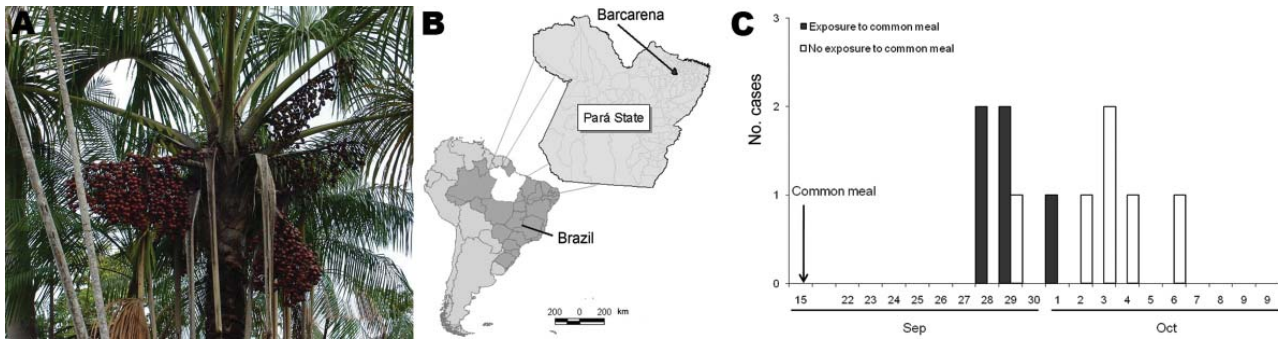 A
B
Barcarena
Pará State
Brazil
200 0 200 km
C
Exposure to common meal
No exposure to common meal
No. cases
3
2
1
0
Common meal
15 22 23 24 25 26 27 28 29 30 1 2 3 4 5 6 7 8 9 9
Sep Oct